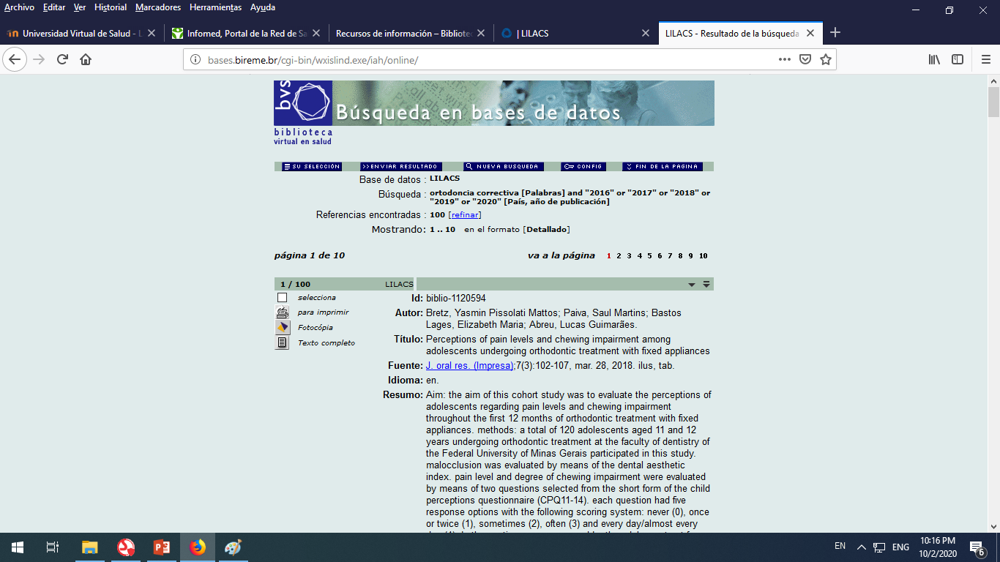 Archivo Editar Ver Historial Marcadores Herramientas Ayuda
Universidad Virtual de Salud - L
Infomed, Portal de la Red de Sa
Recursos de información – Bibliote
| LILACS
LILACS - Resultado de la búsqueda
bases.bireme.br/cgi-bin/wxislind.exe/iah/online/
bvs
Búsqueda en bases de datos
biblioteca
virtual en salud
SU SELECCIÓN
>>ENVIAR RESULTADO
NUEVA BUSQUEDA
CONFIG
FIN DE LA PAGINA
Base de datos : LILACS
Búsqueda : ortodoncia correctiva [Palabras] and "2016" or "2017" or "2018" or
"2019" or "2020" [País, año de publicación]
Referencias encontradas : 100 [refinar]
Mostrando: 1 .. 10 en el formato [Detallado]
página 1 de 10
va a la página 1 2 3 4 5 6 7 8 9 10
1 / 100 LILACS
selecciona
para imprimir
Fotocópia
Texto completo
Id: biblio-1120594
Autor: Bretz, Yasmin Pissolati Mattos; Paiva, Saul Martins; Bastos
Lages, Elizabeth Maria; Abreu, Lucas Guimarães.
Título: Perceptions of pain levels and chewing impairment among
adolescents undergoing orthodontic treatment with fixed appliances
Fuente: J. oral res. (Impresa);7(3):102-107, mar. 28, 2018. ilus, tab.
Idioma: en.
Resumo: Aim: the aim of this cohort study was to evaluate the perceptions of
adolescents regarding pain levels and chewing impairment
throughout the first 12 months of orthodontic treatment with fixed
appliances. methods: a total of 120 adolescents aged 11 and 12
years undergoing orthodontic treatment at the faculty of dentistry of
the Federal University of Minas Gerais participated in this study.
malocclusion was evaluated by means of the dental aesthetic
index. pain level and degree of chewing impairment were evaluated
by means of two questions selected from the short form of the child
perceptions questionnaire (CPQ11-14). each question had five
response options with the following scoring system: never (0), once
or twice (1), sometimes (2), often (3) and every day/almost every
EN
ENG
10:16 PM
10/2/2020
6